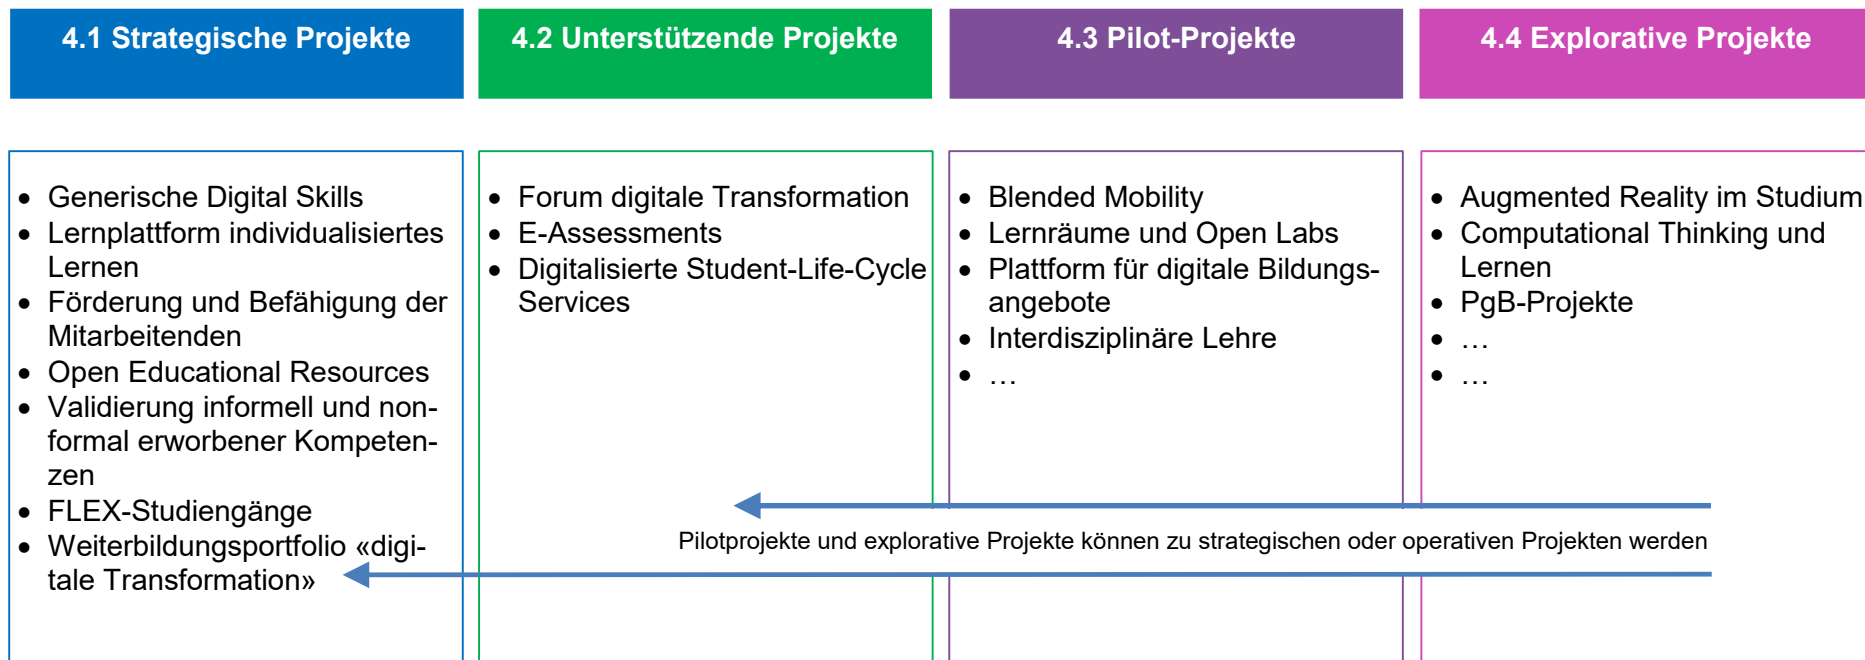 4.1 Strategische Projekte
4.2 Unterstützende Projekte
4.3 Pilot-Projekte
4.4 Explorative Projekte
• Generische Digital Skills
• Lernplattform individualisiertes
Lernen
• Förderung und Befähigung der
Mitarbeitenden
• Open Educational Resources
• Validierung informell und non-
formal erworbener Kompeten-
zen
• FLEX-Studiengänge
• Weiterbildungsportfolio «digi-
tale Transformation»
• Forum digitale Transformation
• E-Assessments
• Digitalisierte Student-Life-Cycle
Services
• Blended Mobility
• Lernräume und Open Labs
• Plattform für digitale Bildungs-
angebote
• Interdisziplinäre Lehre
• …
• Augmented Reality im Studium
• Computational Thinking und
Lernen
• PgB-Projekte
• …
• …
Pilotprojekte und explorative Projekte können zu strategischen oder operativen Projekten werden